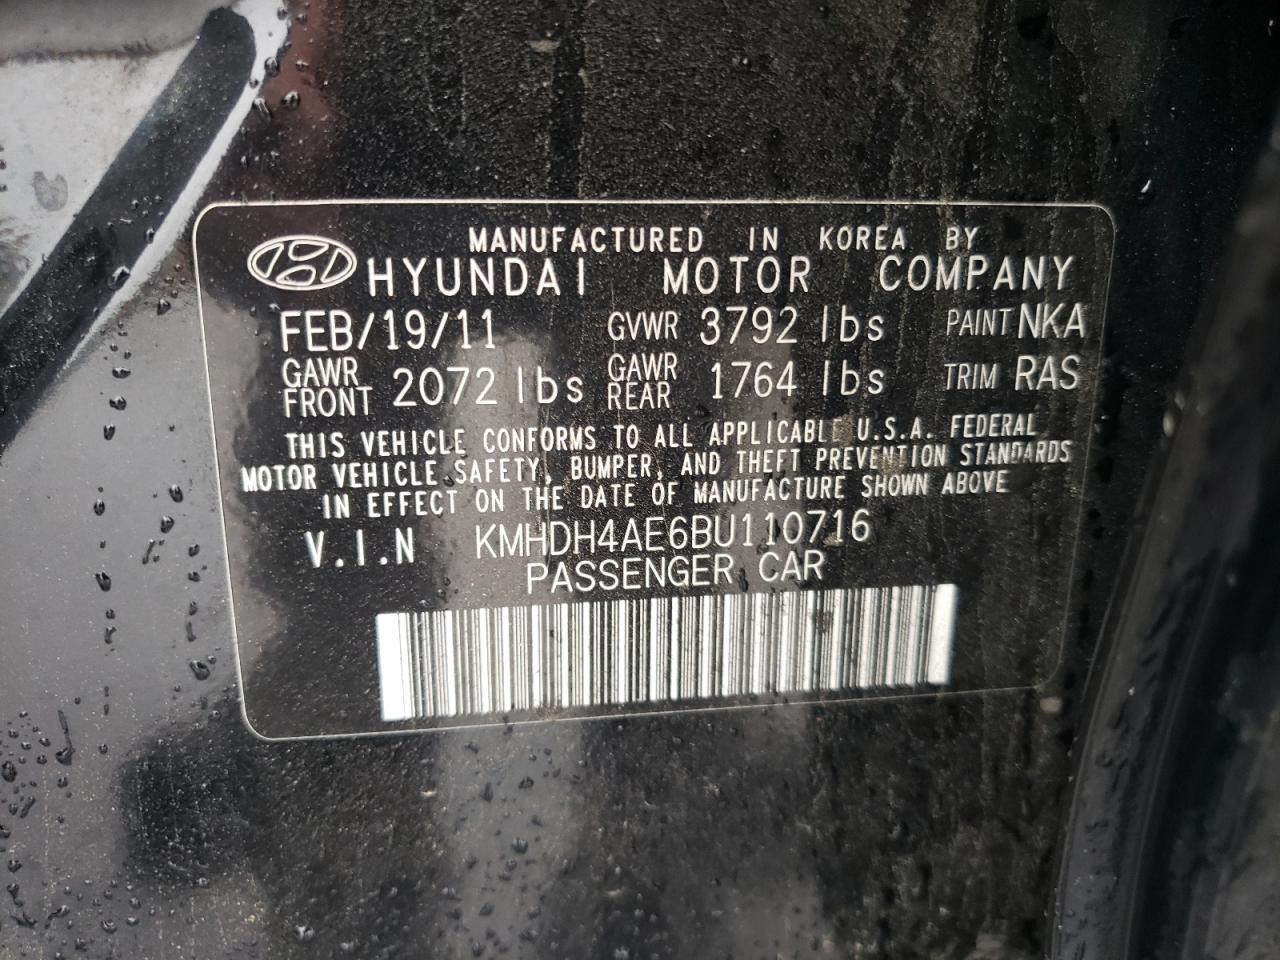 MANUFACTURED IN KOREA BY
HYUNDAI MOTOR COMPANY
FEB/19/11 GVWR 3792 lbs PAINT NKA
GAWR FRONT 2072 lbs GAWR REAR 1764 lbs TRIM RAS
THIS VEHICLE CONFORMS TO ALL APPLICABLE U.S.A. FEDERAL
MOTOR VEHICLE SAFETY, BUMPER, AND THEFT PREVENTION STANDARDS
IN EFFECT ON THE DATE OF MANUFACTURE SHOWN ABOVE
V.I.N KMHDH4AE6BU110716
PASSENGER CAR